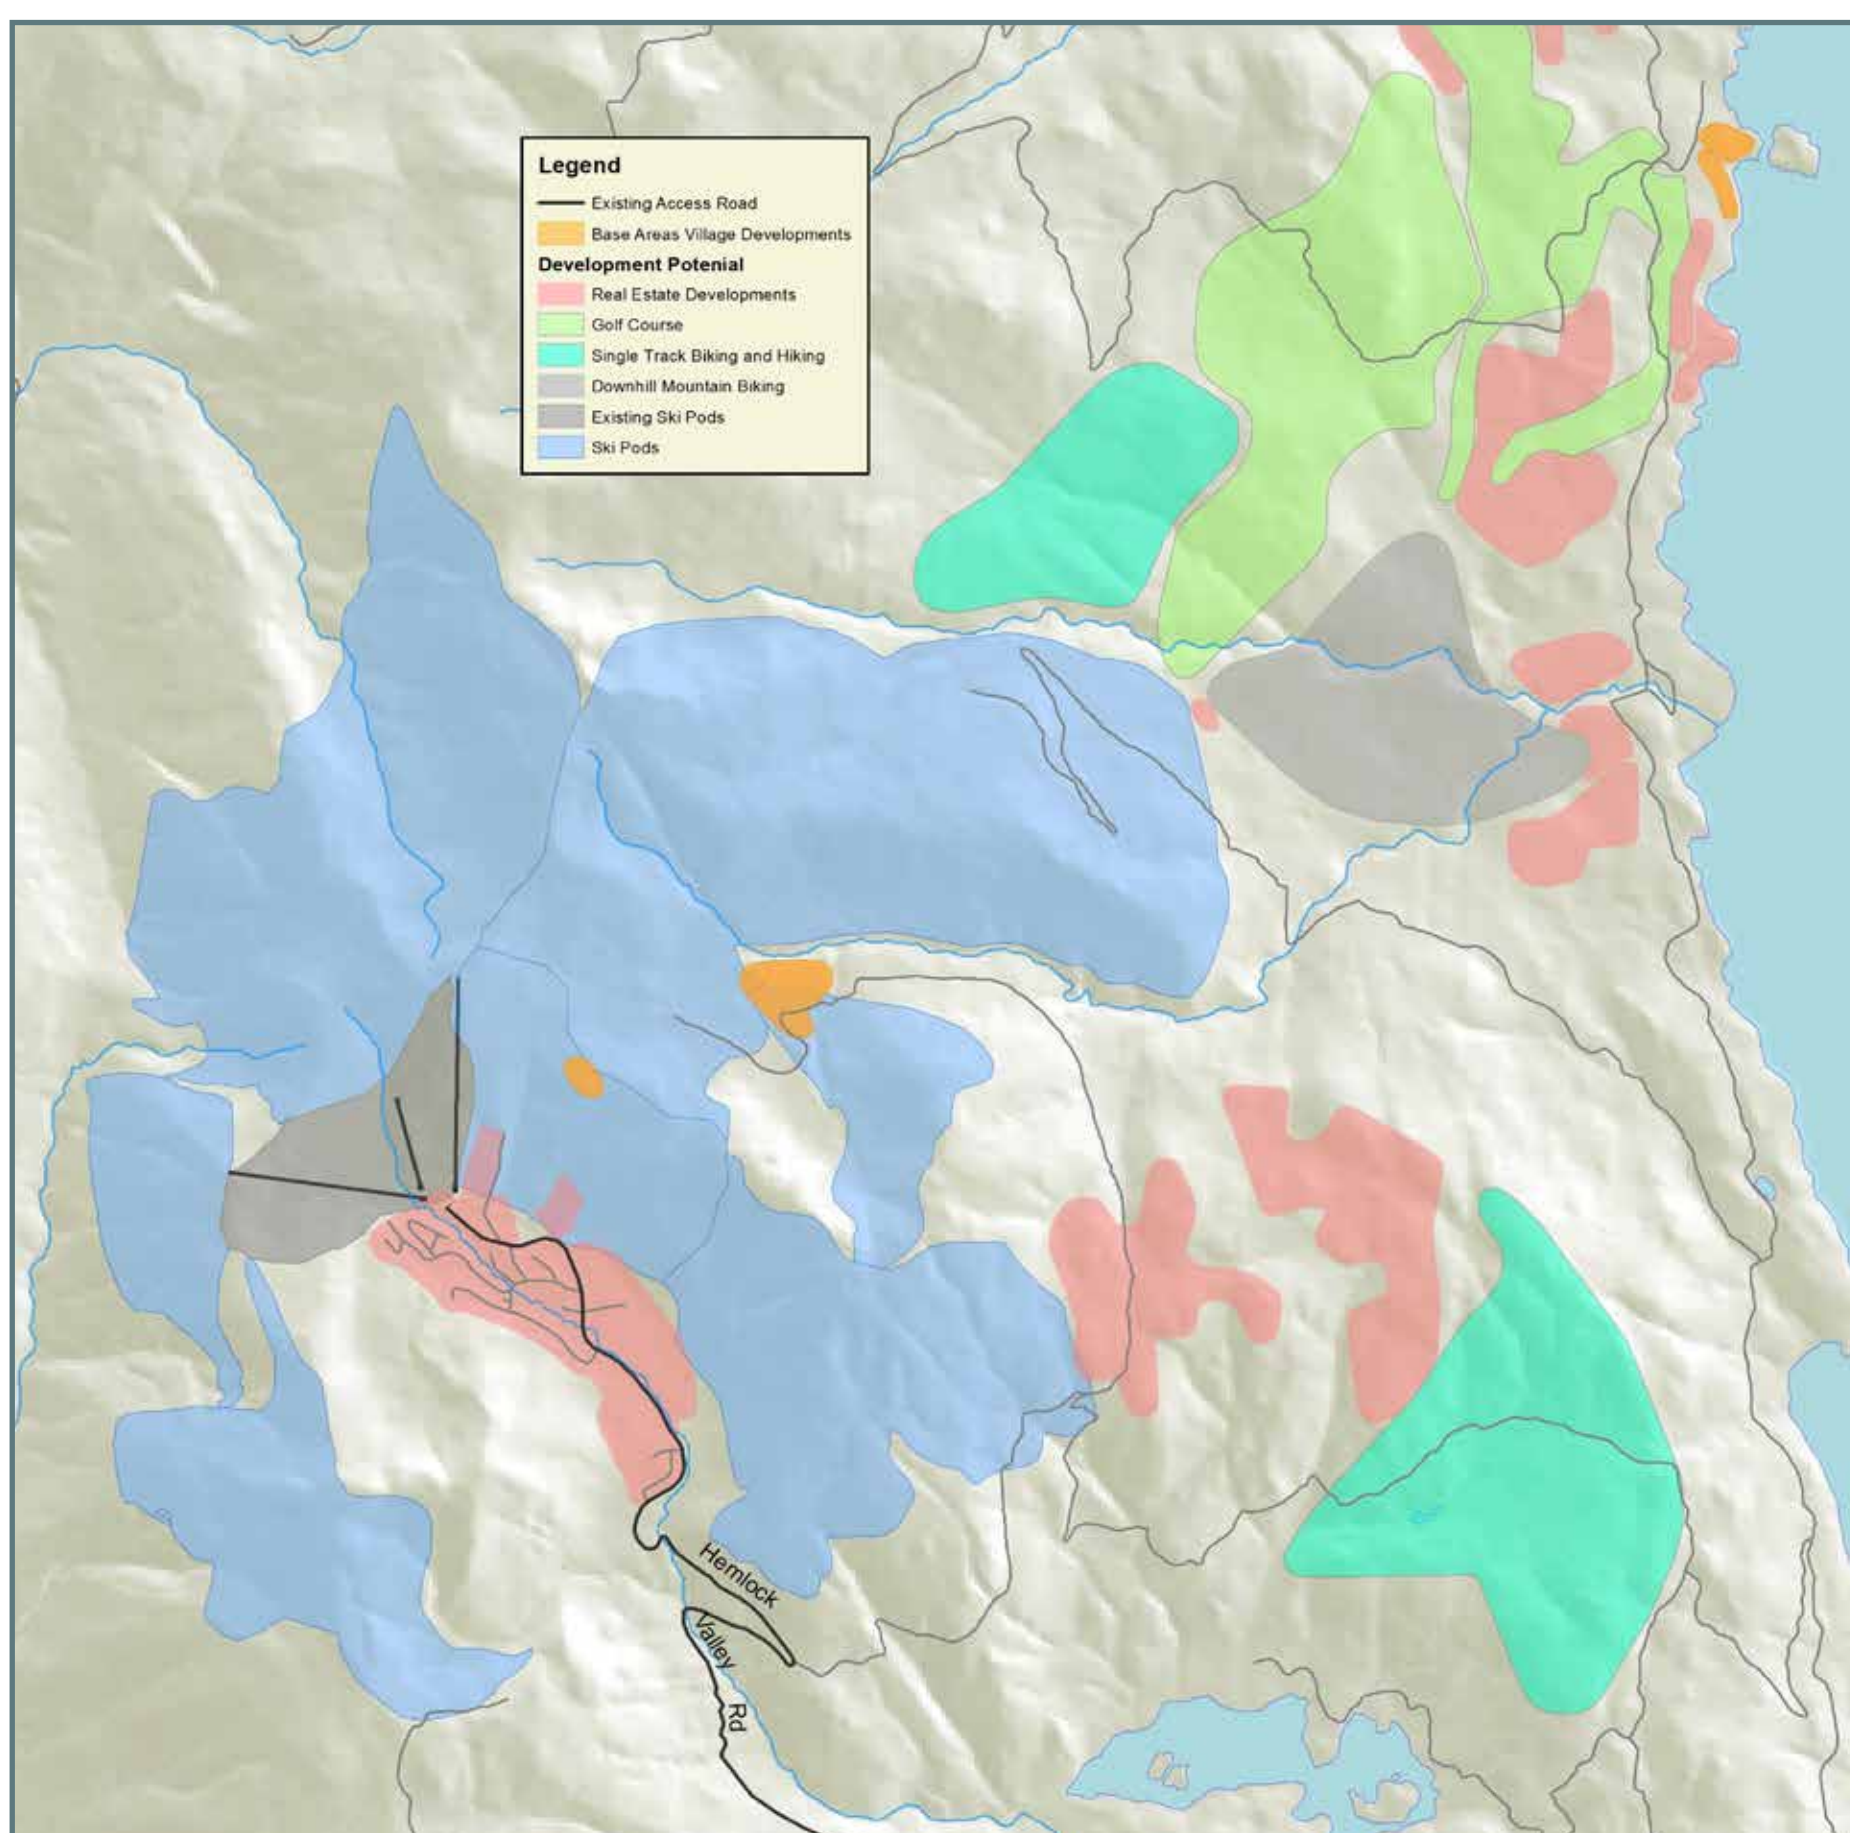 Legend
Existing Access Road
Base Areas Village Developments
Development Potenial
Real Estate Developments
Golf Course
Single Track Biking and Hiking
Downhill Mountain Biking
Existing Ski Pods
Ski Pods
Hemlock
Valley
Rd